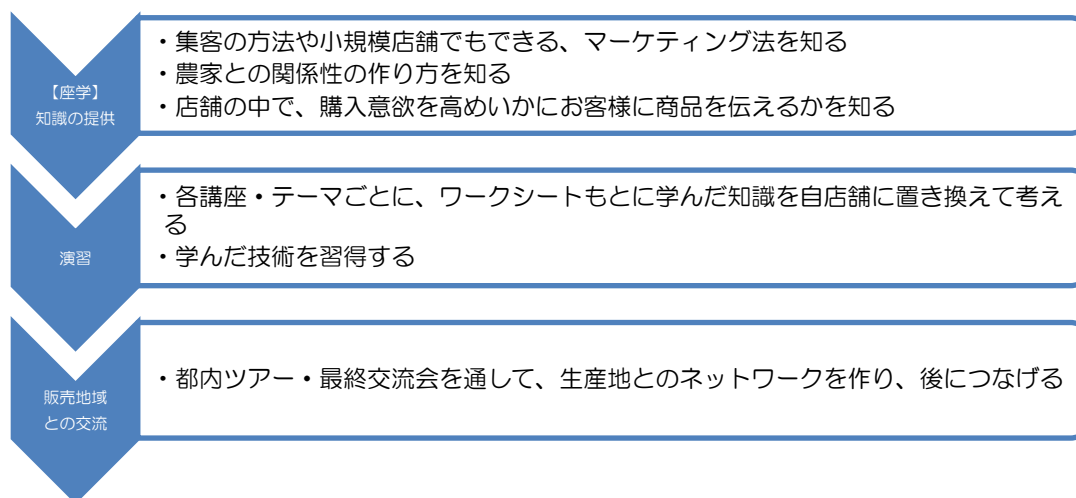 【座学】
知識の提供
・集客の方法や小規模店舗でもできる、マーケティング法を知る
・農家との関係性の作り方を知る
・店舗の中で、購入意欲を高めいかにお客様に商品を伝えるかを知る
演習
・各講座・テーマごとに、ワークシートもとに学んだ知識を自店舗に置き換えて考え
る
・学んだ技術を習得する
販売地域
との交流
・都内ツアー・最終交流会を通して、生産地とのネットワークを作り、後につなげる